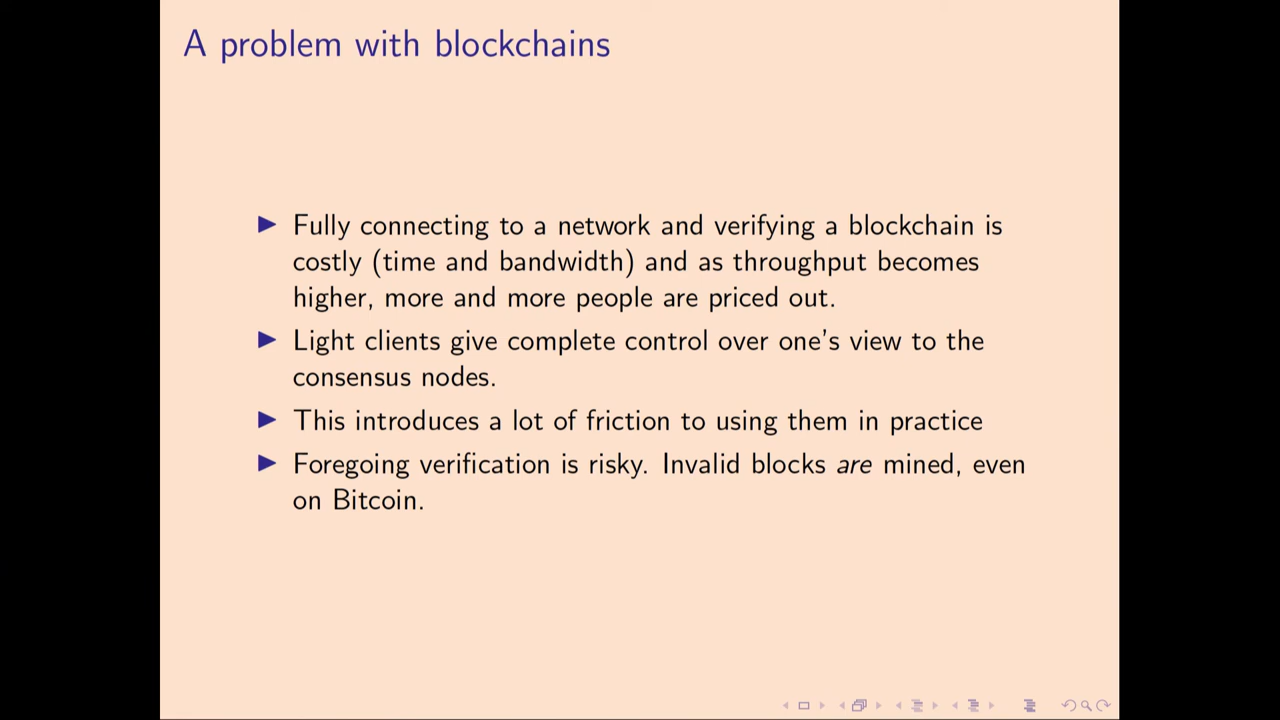 A problem with blockchains
Fully connecting to a network and verifying a blockchain is
costly (time and bandwidth) and as throughput becomes
higher, more and more people are priced out.
Light clients give complete control over one's view to the
consensus nodes.
This introduces a lot of friction to using them in practice
Foregoing verification is risky. Invalid blocks are mined, even
on Bitcoin.